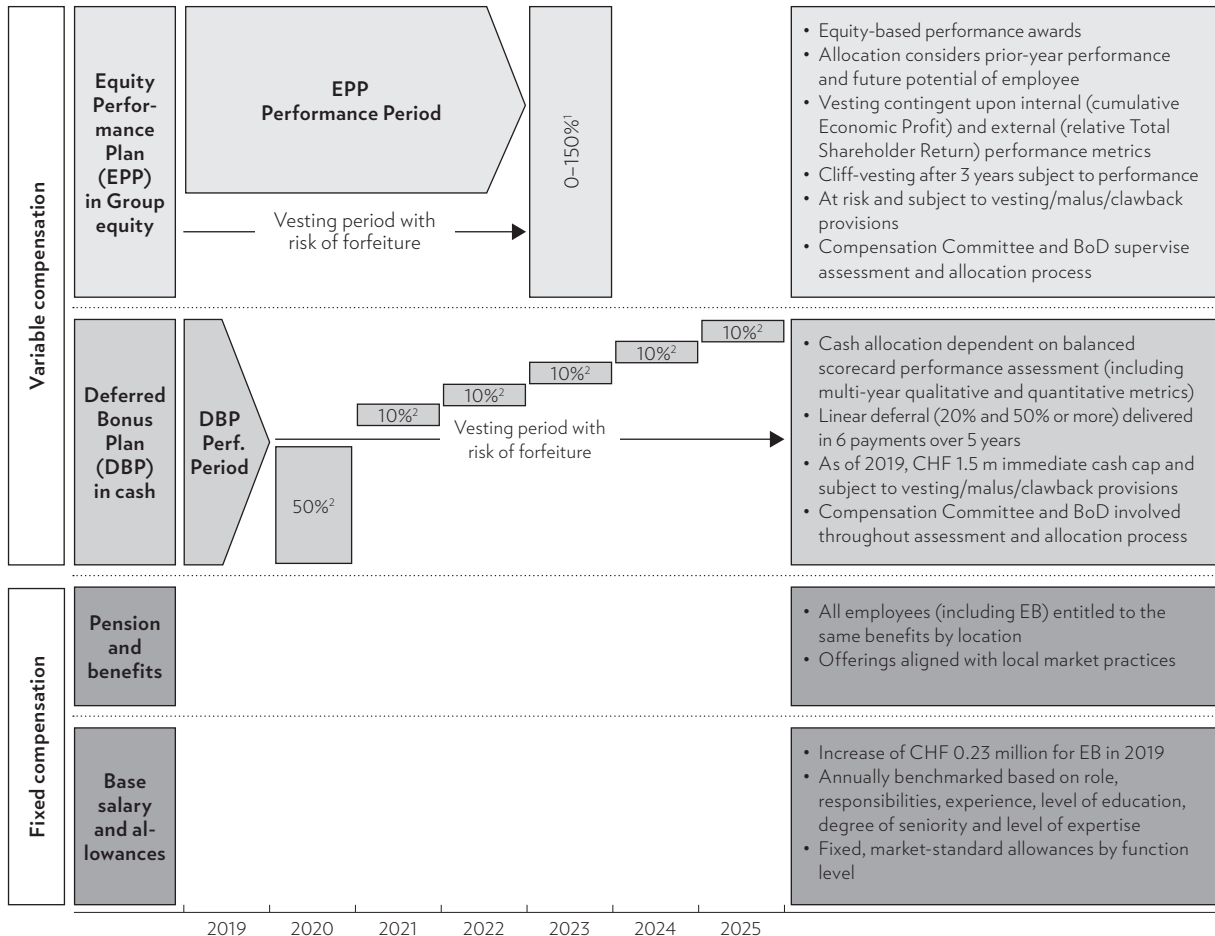 Variable compensation
Equity
Perfor-
mance
Plan
(EPP)
in Group
equity
EPP
Performance Period
Vesting period with
risk of forfeiture
0–150%¹
• Equity-based performance awards
• Allocation considers prior-year performance
and future potential of employee
• Vesting contingent upon internal (cumulative
Economic Profit) and external (relative Total
Shareholder Return) performance metrics
• Cliff-vesting after 3 years subject to performance
• At risk and subject to vesting/malus/clawback
provisions
• Compensation Committee and BoD supervise
assessment and allocation process
Deferred
Bonus
Plan
(DBP)
in cash
DBP
Perf.
Period
50%²
10%²
10%²
10%²
10%²
10%²
Vesting period with
risk of forfeiture
• Cash allocation dependent on balanced
scorecard performance assessment (including
multi-year qualitative and quantitative metrics)
• Linear deferral (20% and 50% or more) delivered
in 6 payments over 5 years
• As of 2019, CHF 1.5 m immediate cash cap and
subject to vesting/malus/clawback provisions
• Compensation Committee and BoD involved
throughout assessment and allocation process
Fixed compensation
Pension
and
benefits
• All employees (including EB) entitled to the
same benefits by location
• Offerings aligned with local market practices
Base
salary
and al-
lowances
• Increase of CHF 0.23 million for EB in 2019
• Annually benchmarked based on role,
responsibilities, experience, level of education,
degree of seniority and level of expertise
• Fixed, market-standard allowances by function
level
2019 2020 2021 2022 2023 2024 2025